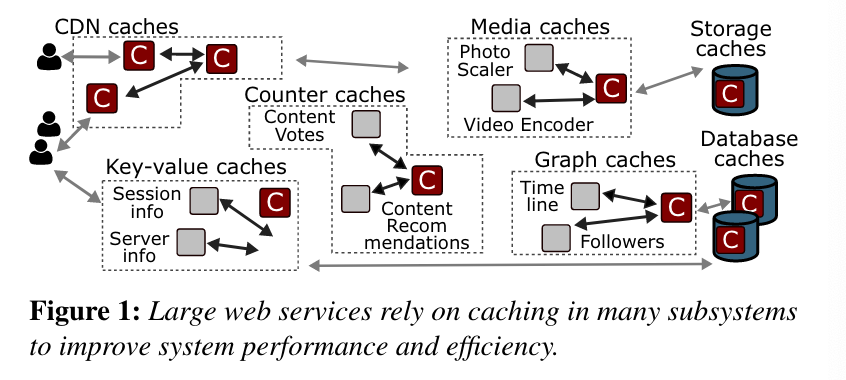 CDN caches
C
C
C
Counter caches
Content
Votes
C
Content
Recom
mendations
Key-value caches
Session
info
C
Server
info
Media caches
Photo
Scaler
C
Video Encoder
Storage
caches
C
Graph caches
Time
line
C
Followers
Database
caches
C
C
Figure 1: Large web services rely on caching in many subsystems
to improve system performance and efficiency.